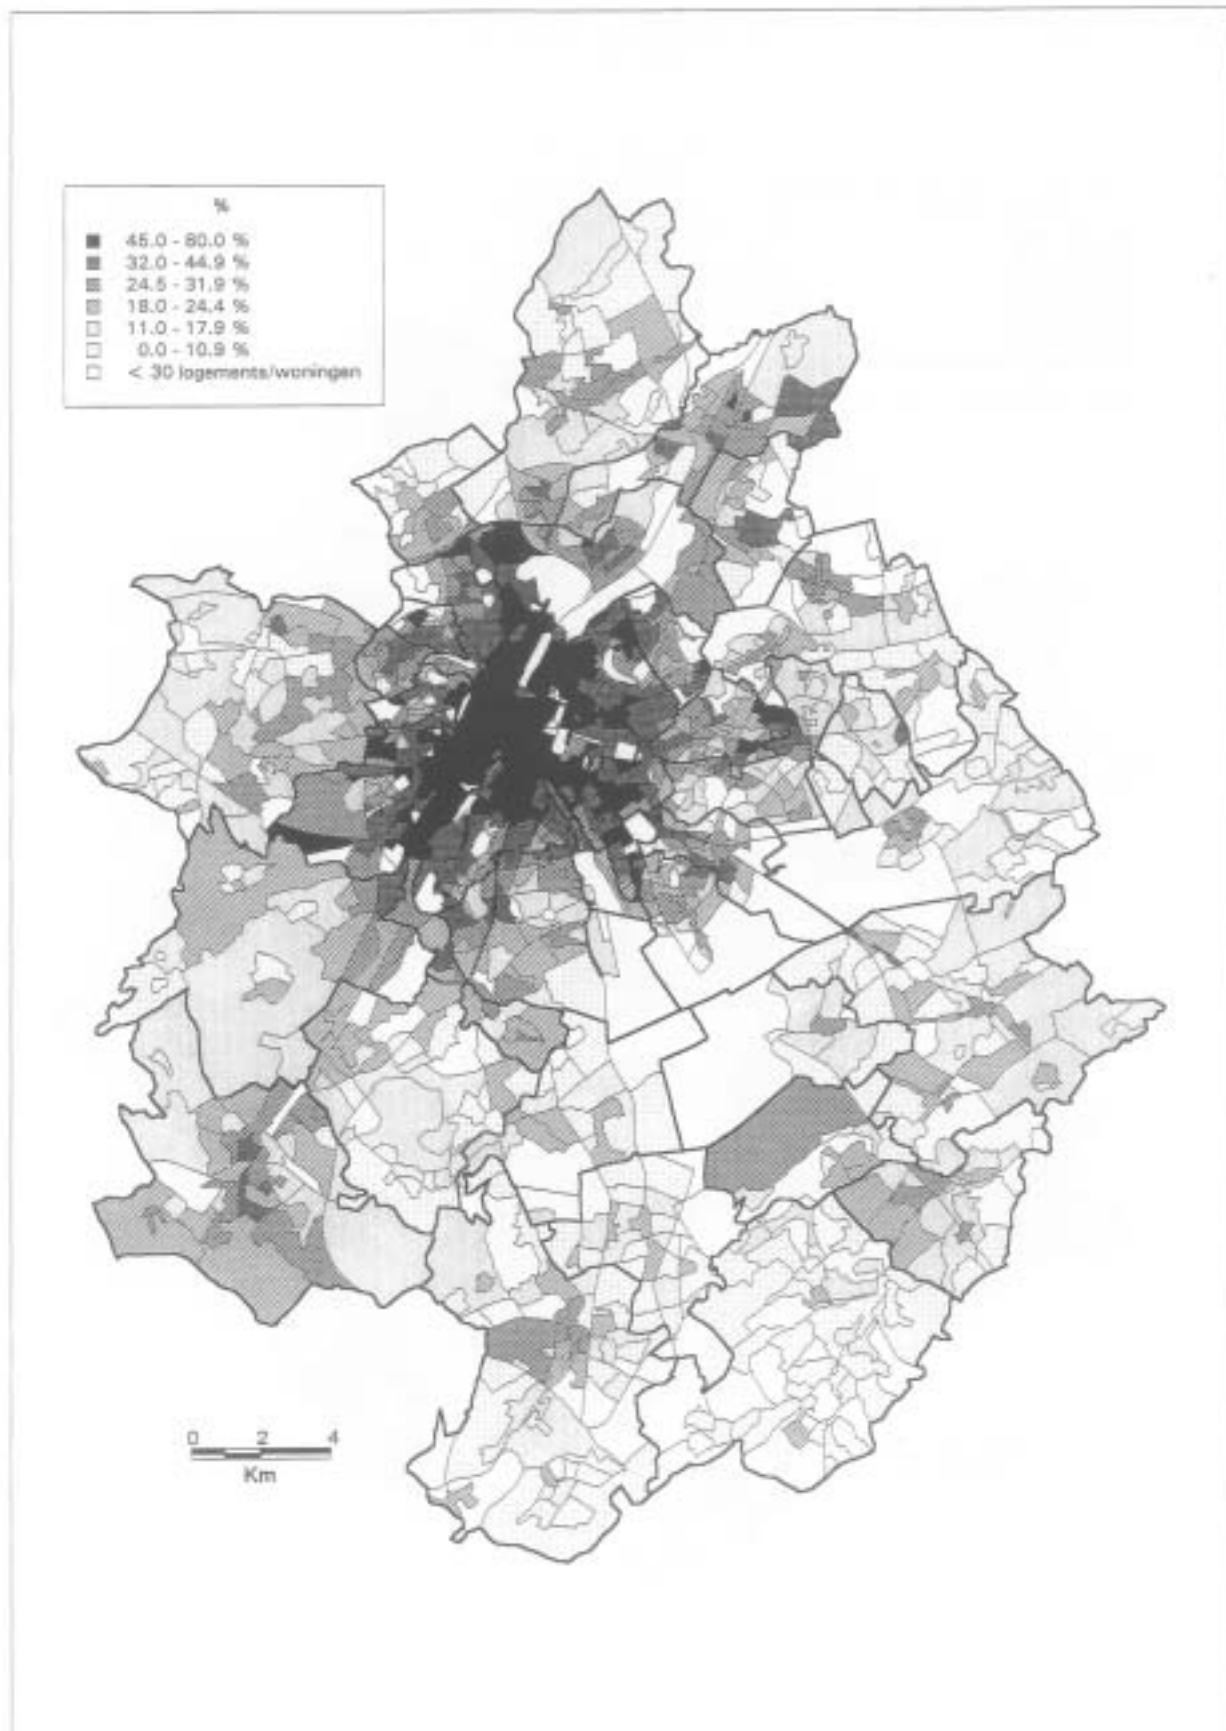 %
45.0 - 80.0 %
32.0 - 44.9 %
24.5 - 31.9 %
18.0 - 24.4 %
11.0 - 17.9 %
0.0 - 10.9 %
< 30 logements/woningen
0 2 4
Km